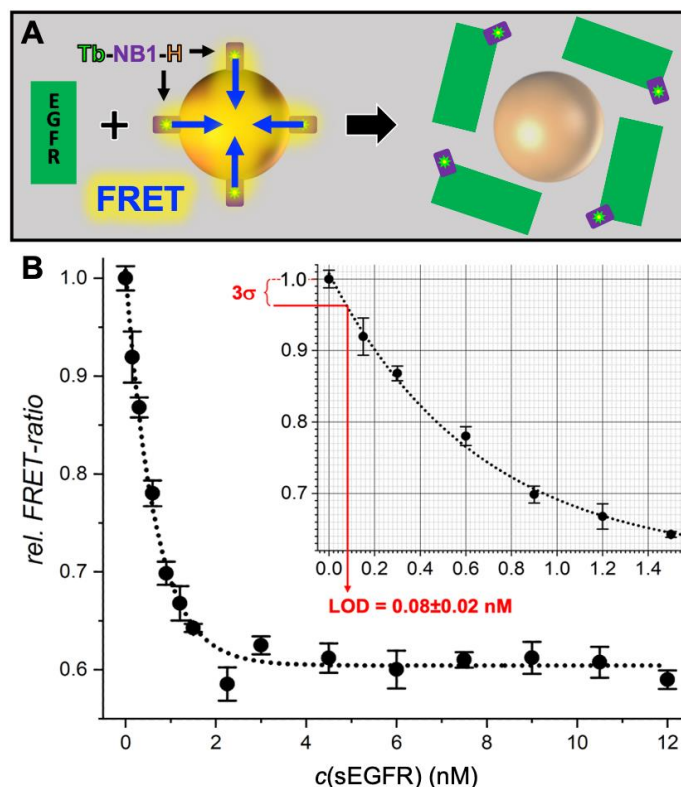 A
Tb-NB1-H
EGFR
+
FRET
B
rel. FRET-ratio
1.0
0.9
0.8
0.7
0.6
0 2 4 6 8 10 12
c(sEGFR) (nM)
3σ
1.0
0.9
0.8
0.7
0.0 0.2 0.4 0.6 0.8 1.0 1.2 1.4
LOD = 0.08±0.02 nM